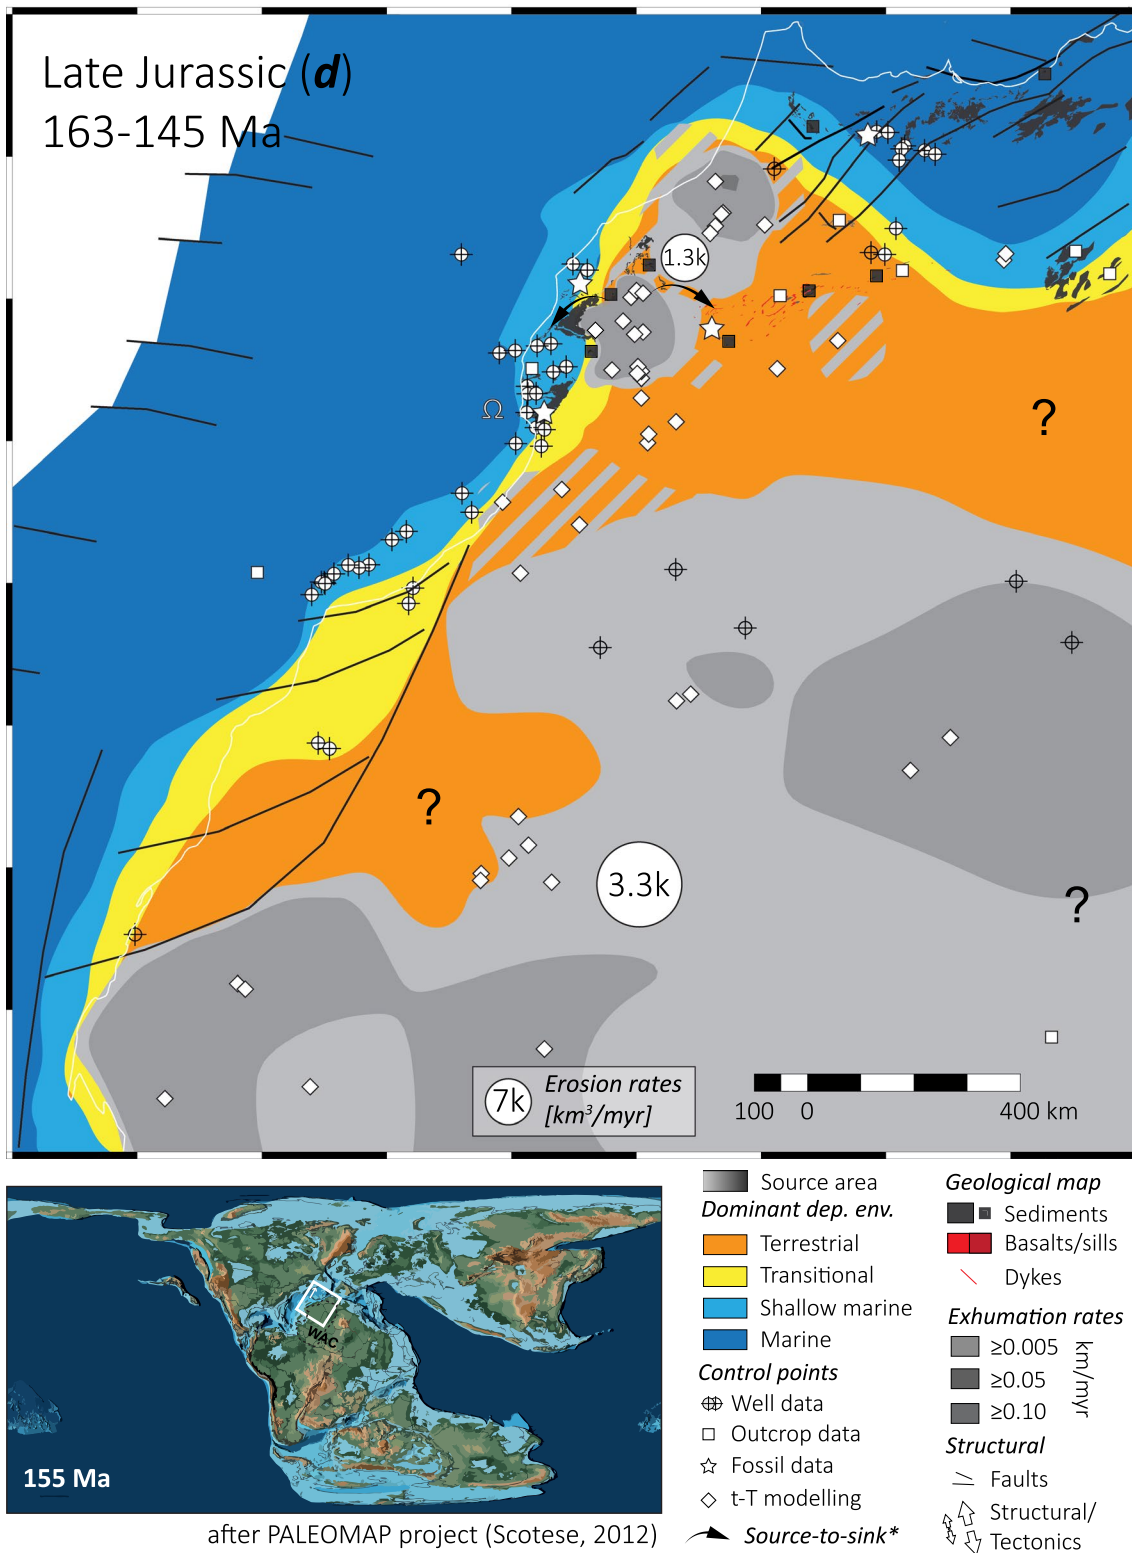 Late Jurassic (d)
163-145 Ma
1.3k
?
Ω
?
3.3k
?
7k
Erosion rates
[km³/myr]
100 0 400 km
Source area
Dominant dep. env.
Terrestrial
Transitional
Shallow marine
Marine
Control points
Well data
Outcrop data
Fossil data
t-T modelling
Source-to-sink*
Geological map
Sediments
Basalts/sills
Dykes
Exhumation rates
≥0.005
≥0.05
≥0.10
km/myr
Structural
Faults
Structural/
Tectonics
WAC
155 Ma
after PALEOMAP project (Scotese, 2012)